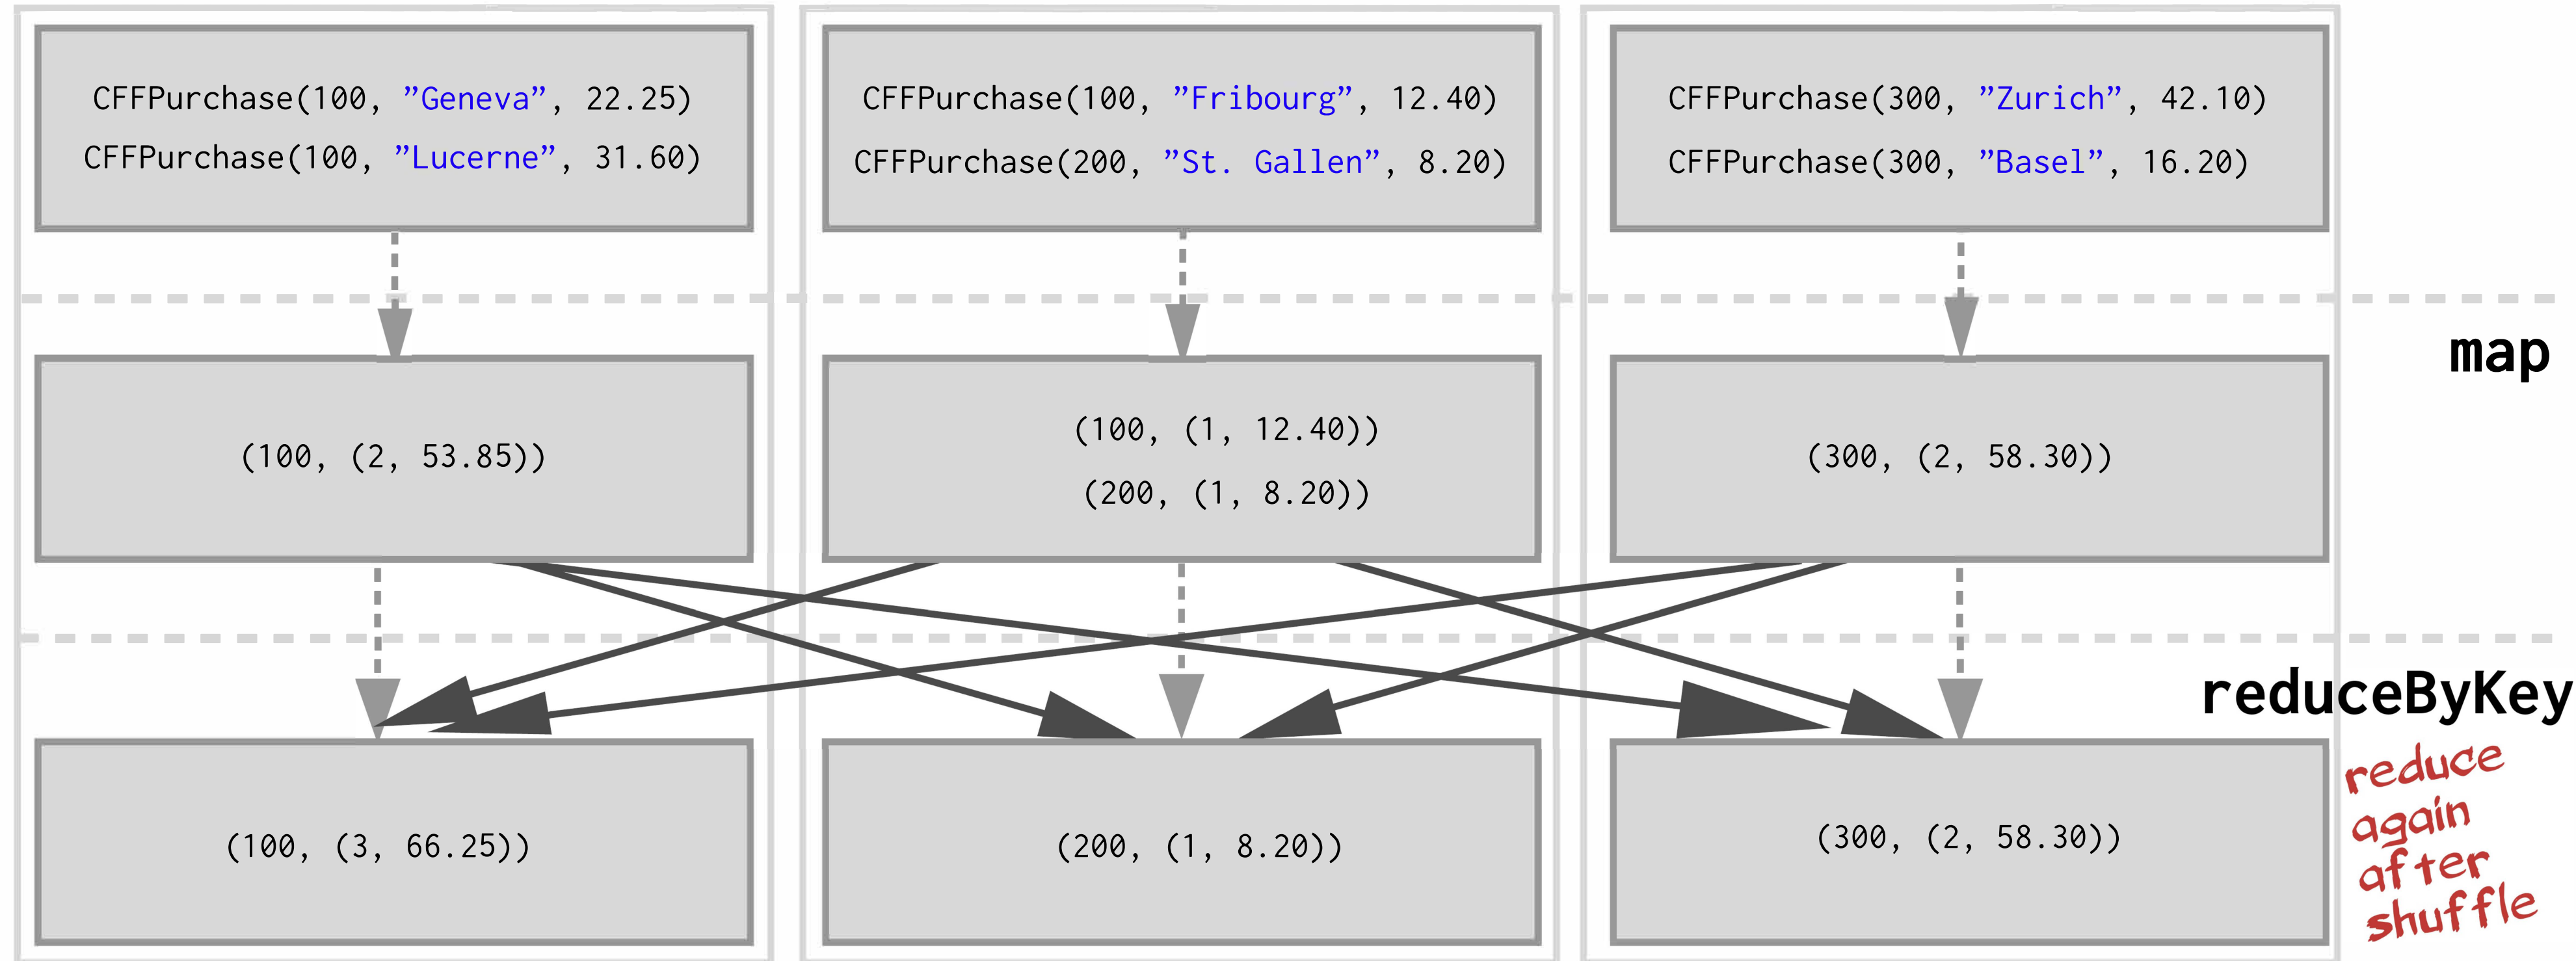 CFFPurchase(100, ”Geneva”, 22.25)
CFFPurchase(100, ”Lucerne”, 31.60)
CFFPurchase(100, ”Fribourg”, 12.40)
CFFPurchase(200, ”St. Gallen”, 8.20)
CFFPurchase(300, ”Zurich”, 42.10)
CFFPurchase(300, ”Basel”, 16.20)
map
(100, (2, 53.85))
(100, (1, 12.40))
(200, (1, 8.20))
(300, (2, 58.30))
reduceByKey
(100, (3, 66.25))
(200, (1, 8.20))
(300, (2, 58.30))
reduce
again
after
shuffle